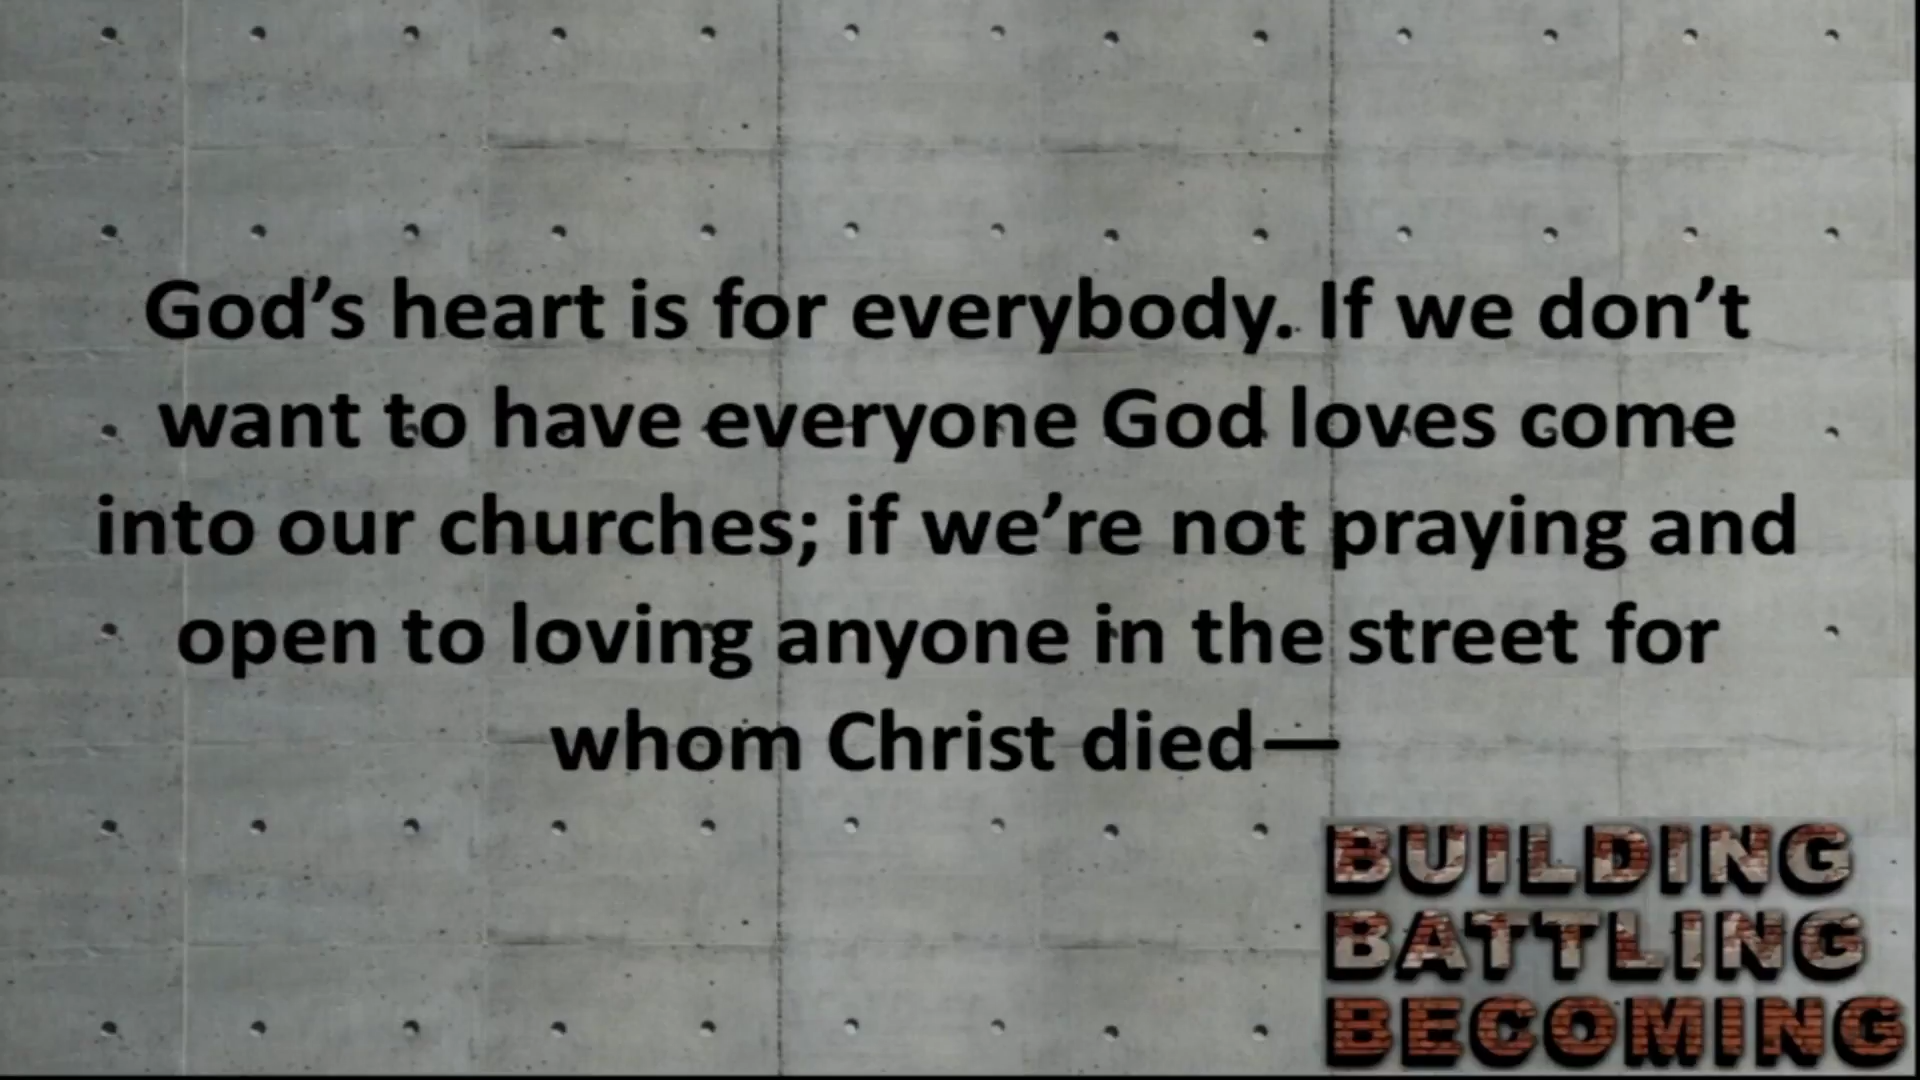 God’s heart is for everybody. If we don’t
want to have everyone God loves come
into our churches; if we’re not praying and
open to loving anyone in the street for
whom Christ died—
BUILDING
BATTLING
BECOMING